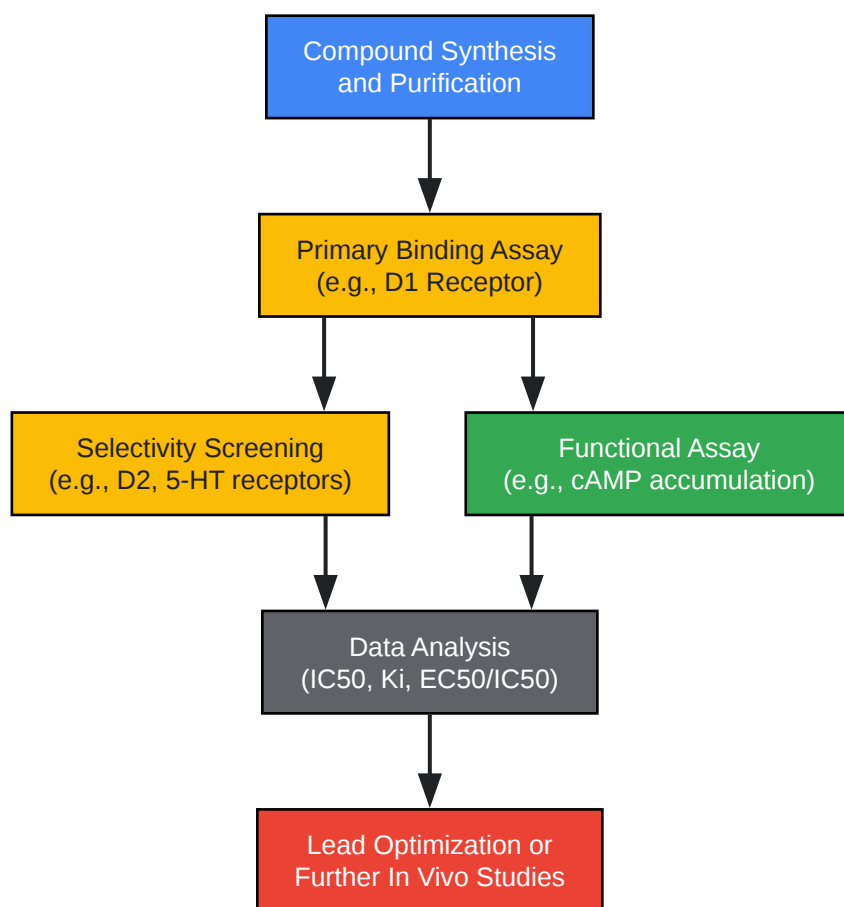 Compound Synthesis
and Purification
Primary Binding Assay
(e.g., D1 Receptor)
Selectivity Screening
(e.g., D2, 5-HT receptors)
Functional Assay
(e.g., cAMP accumulation)
Data Analysis
(IC50, Ki, EC50/IC50)
Lead Optimization or
Further In Vivo Studies